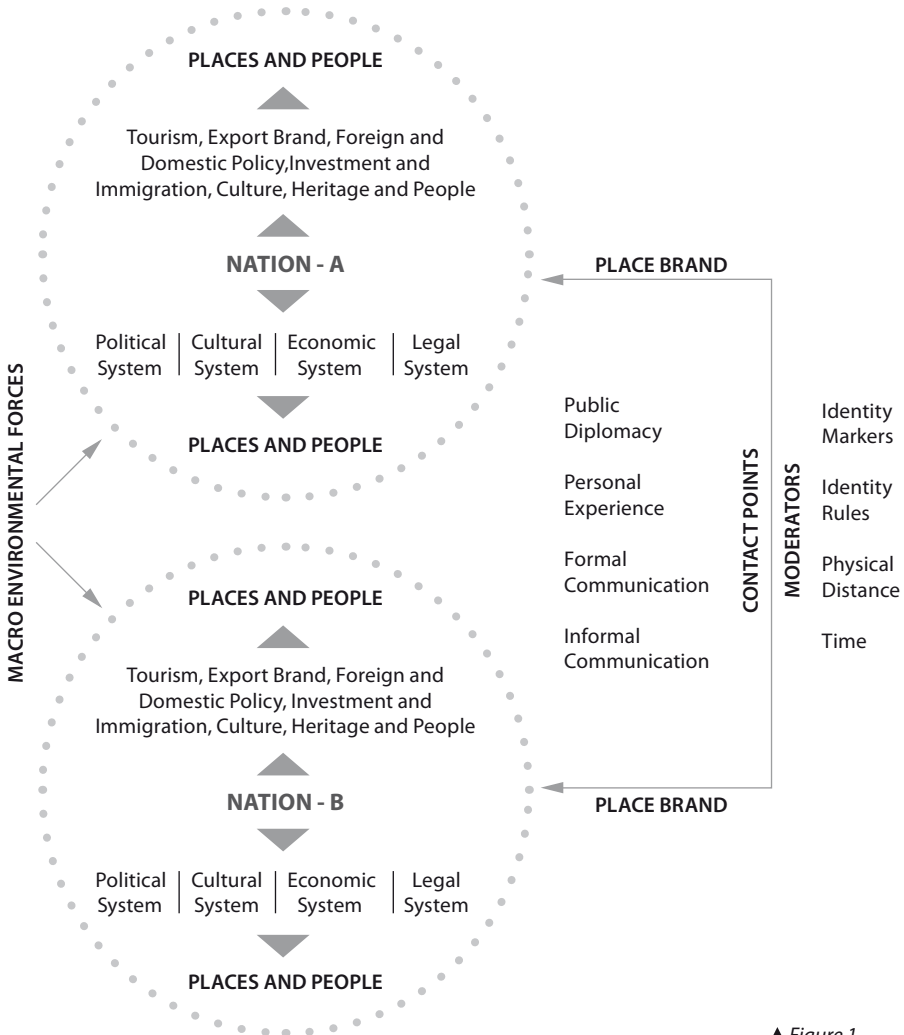 PLACES AND PEOPLE
Tourism, Export Brand, Foreign and
Domestic Policy,Investment and
Immigration, Culture, Heritage and People
NATION - A
Political
System
Cultural
System
Economic
System
Legal
System
PLACES AND PEOPLE
MACRO ENVIRONMENTAL FORCES
PLACES AND PEOPLE
Tourism, Export Brand, Foreign and
Domestic Policy, Investment and
Immigration, Culture, Heritage and People
NATION - B
Political
System
Cultural
System
Economic
System
Legal
System
PLACES AND PEOPLE
PLACE BRAND
Public
Diplomacy
Personal
Experience
Formal
Communication
Informal
Communication
CONTACT POINTS
MODERATORS
Identity
Markers
Identity
Rules
Physical
Distance
Time
PLACE BRAND
▲ Figure 1